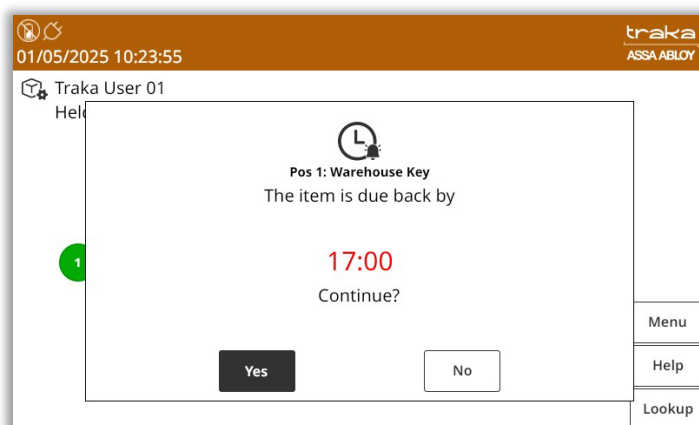 01/05/2025 10:23:55
traka
ASSA ABLOY
Traka User 01
Pos 1: Warehouse Key
The item is due back by
1
17:00
Continue?
Yes
No
Menu
Help
Lookup